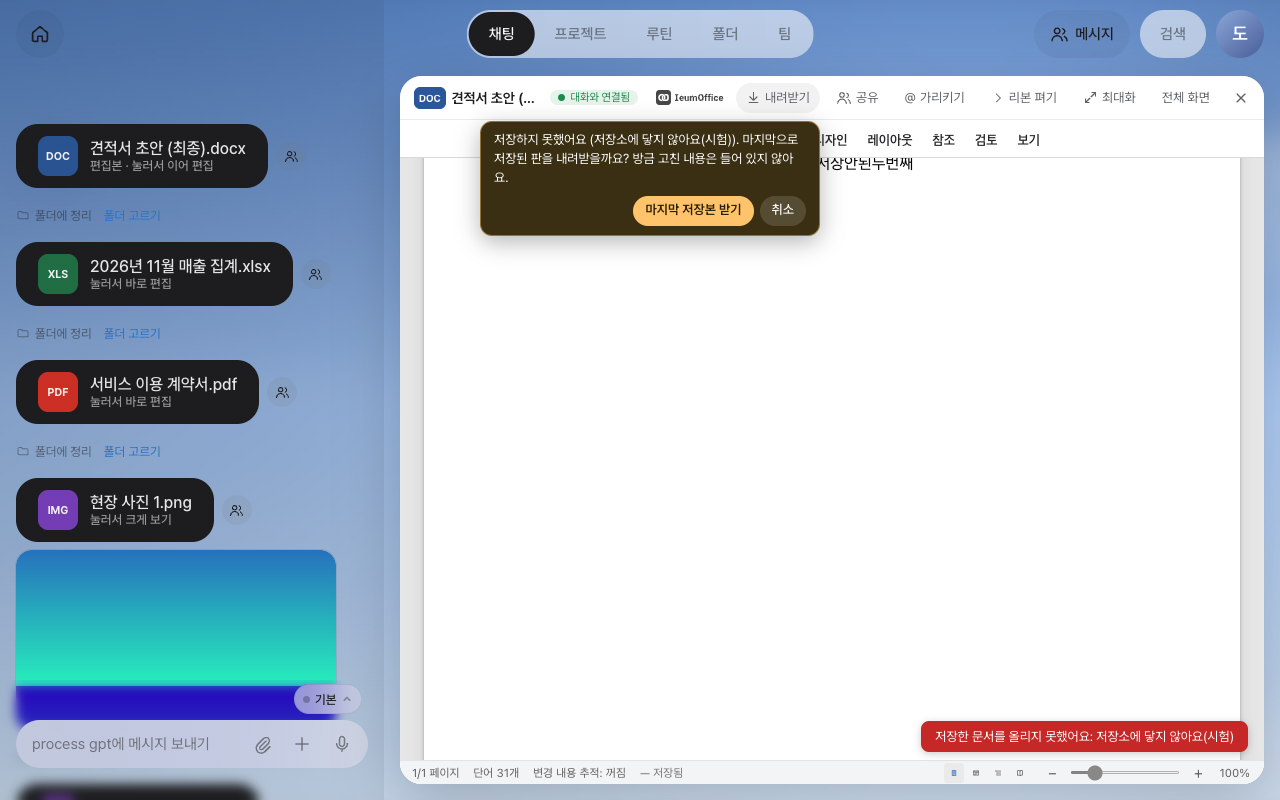 채팅
프로젝트
루틴
폴더
팀
메시지
검색
도
DOC
견적서 초안 (최종).docx
편집본 · 눌러서 이어 편집
폴더에 정리 폴더 고르기
XLS
2026년 11월 매출 집계.xlsx
눌러서 바로 편집
폴더에 정리 폴더 고르기
PDF
서비스 이용 계약서.pdf
눌러서 바로 편집
폴더에 정리 폴더 고르기
IMG
현장 사진 1.png
눌러서 크게 보기
기본
process gpt에 메시지 보내기
DOC 견적서 초안 (... 대화와 연결됨 IeumOffice 내려받기 공유 @ 가리키기 리본 펴기 최대화 전체 화면
레이아웃 참조 검토 보기
저장하지 못했어요 (저장소에 닿지 않아요(시험)). 마지막으로
저장된 판을 내려받을까요? 방금 고친 내용은 들어 있지 않아
요.
마지막 저장본 받기 취소
저장한 문서를 올리지 못했어요: 저장소에 닿지 않아요(시험)
1/1 페이지 단어 31개 변경 내용 추적: 꺼짐 — 저장됨 100%